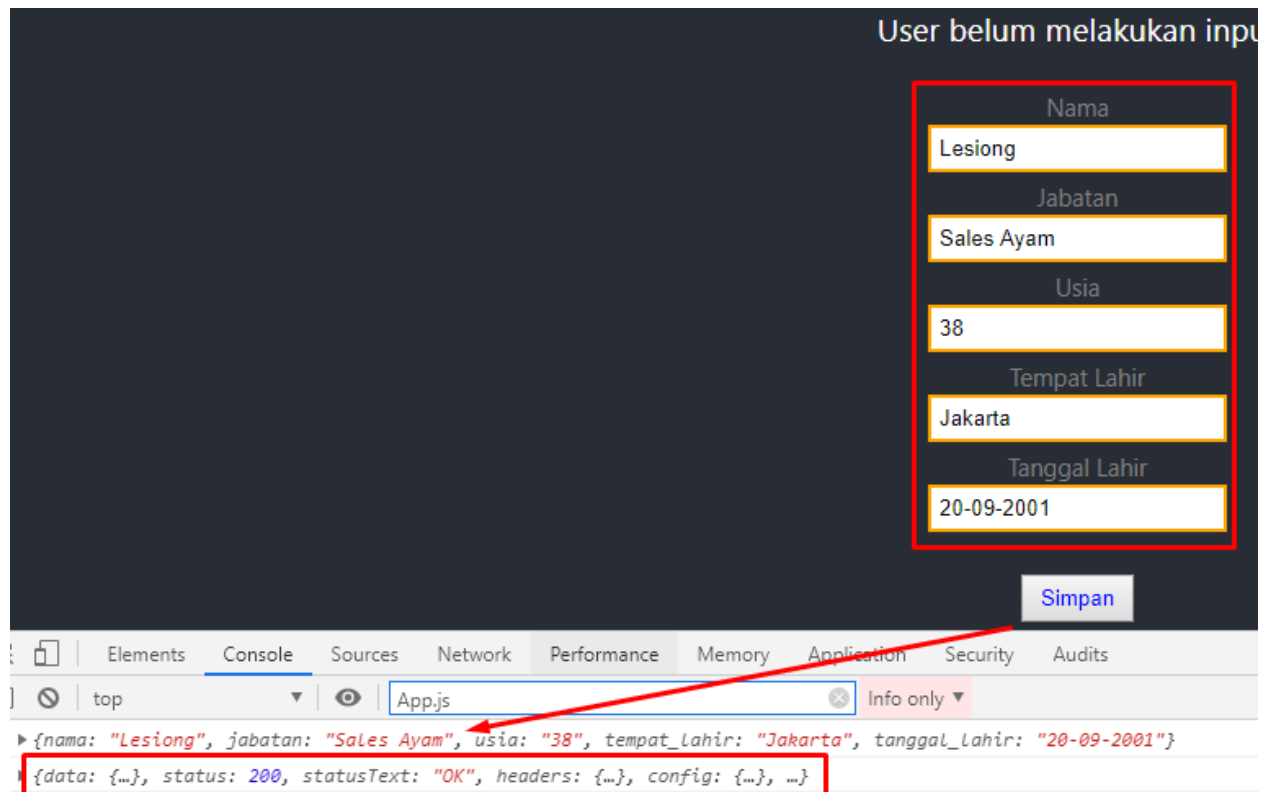 User belum melakukan inpu
Nama
Lesiong
Jabatan
Sales Ayam
Usia
38
Tempat Lahir
Jakarta
Tanggal Lahir
20-09-2001
Simpan
Elements Console Sources Network Performance Memory Application Security Audits
top App.js Info only
{nama: "Lesiong", jabatan: "Sales Ayam", usia: "38", tempat_lahir: "Jakarta", tanggal_lahir: "20-09-2001"}
{data: {…}, status: 200, statusText: "OK", headers: {…}, config: {…}, …}